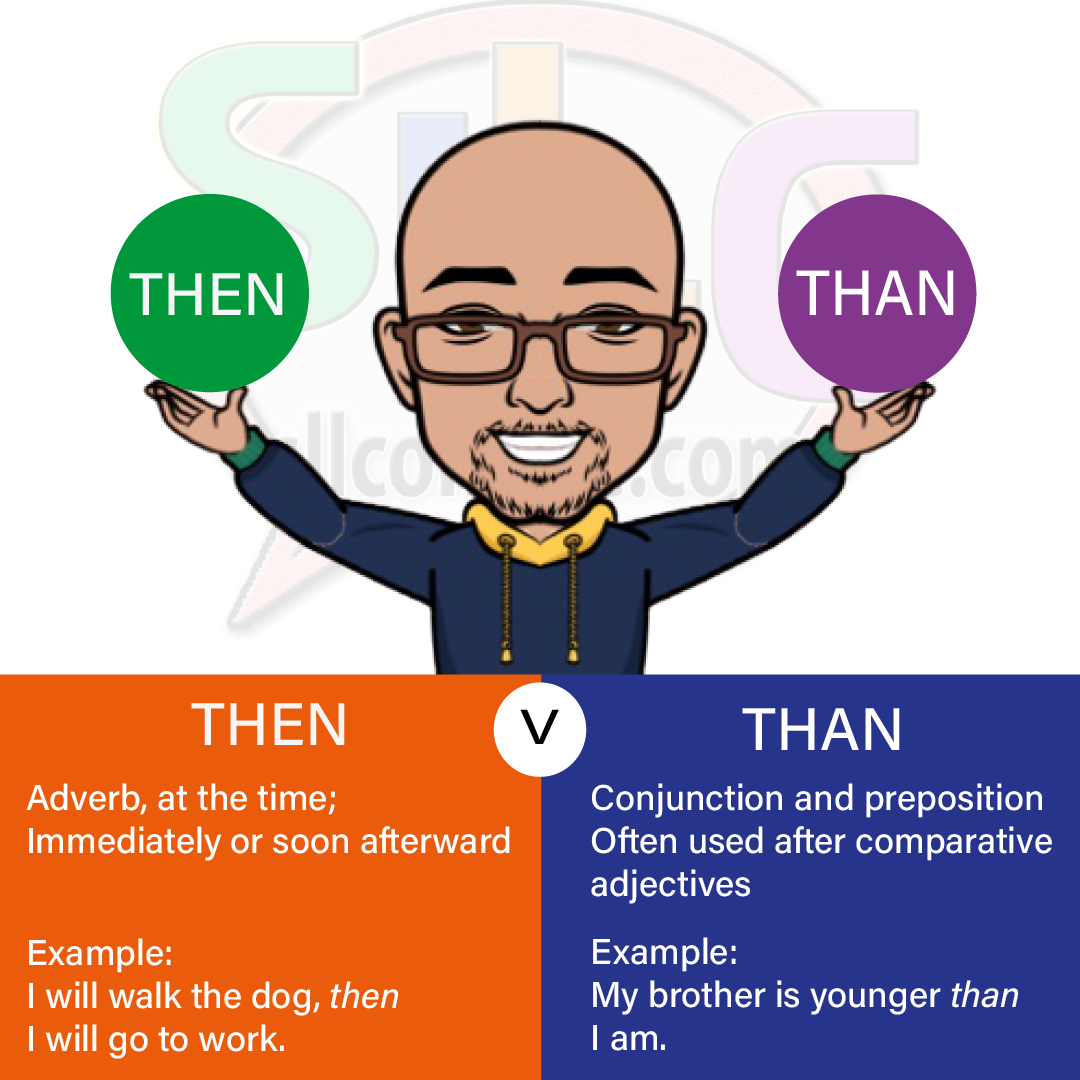 THEN
THAN
THEN
V
THAN
Adverb, at the time;
Immediately or soon afterward
Example:
I will walk the dog, then
I will go to work.
Conjunction and preposition
Often used after comparative
adjectives
Example:
My brother is younger than
I am.